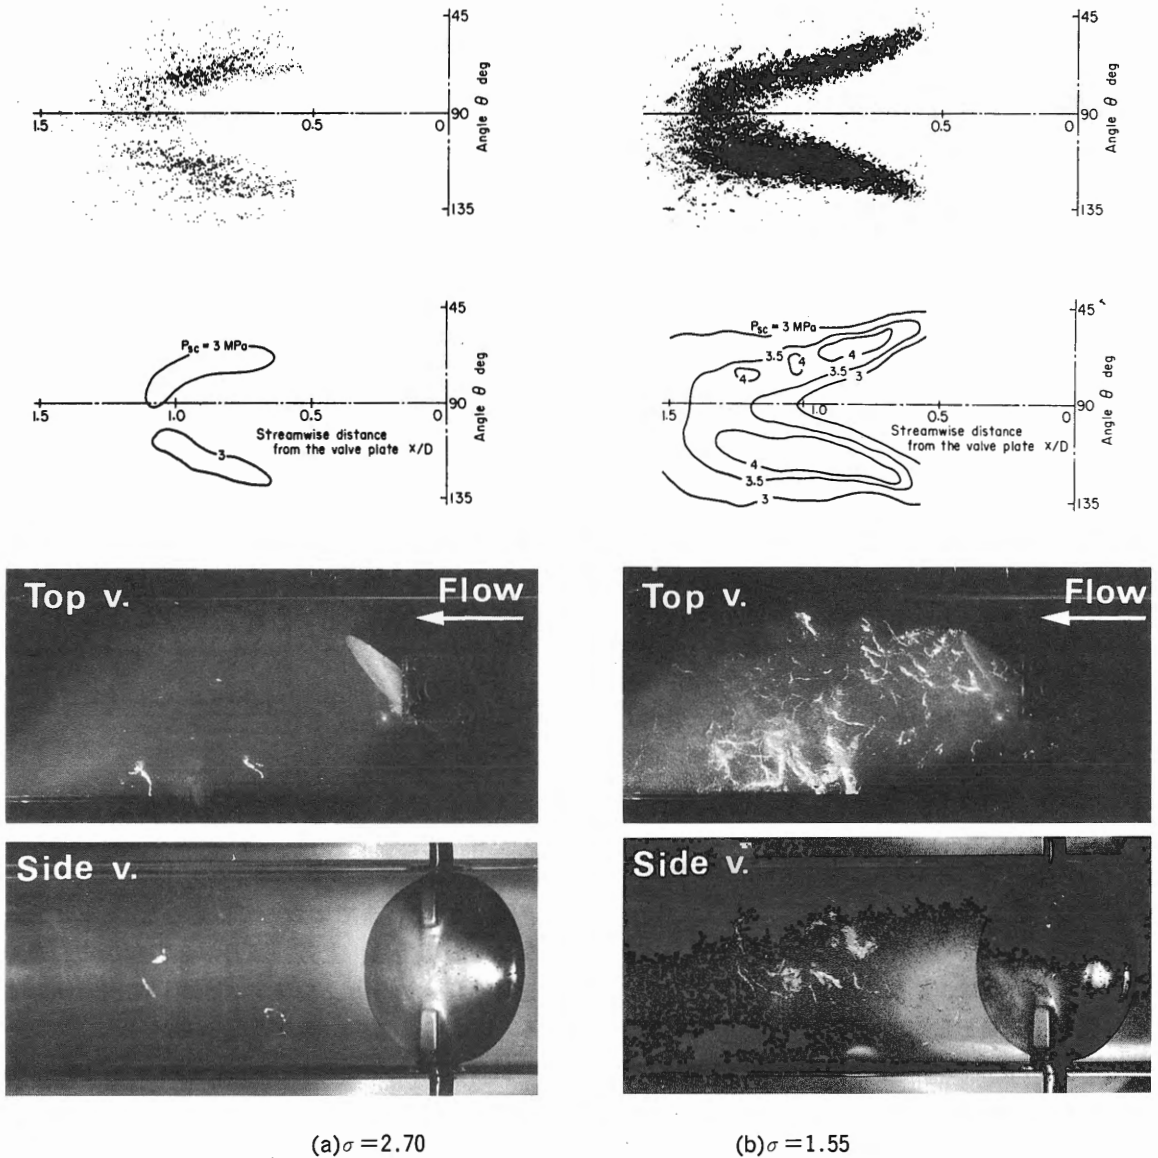 45
Angle θ deg
90
1.5
0.5
0
135
45
Angle θ deg
90
0.5
0
135
45
Psc = 3 MPa
Angle θ deg
90
1.5
1.0
0.5
0
Streamwise distance
from the valve plate X/D
3
135
45
Psc = 3 MPa
3.5
4
4
4
3.5
3
Angle θ deg
90
1.5
1.0
0.5
0
Streamwise distance
from the valve plate X/D
4
3.5
3
135
Top v.
Flow
Top v.
Flow
Side v.
Side v.
(a)σ=2.70
(b)σ=1.55